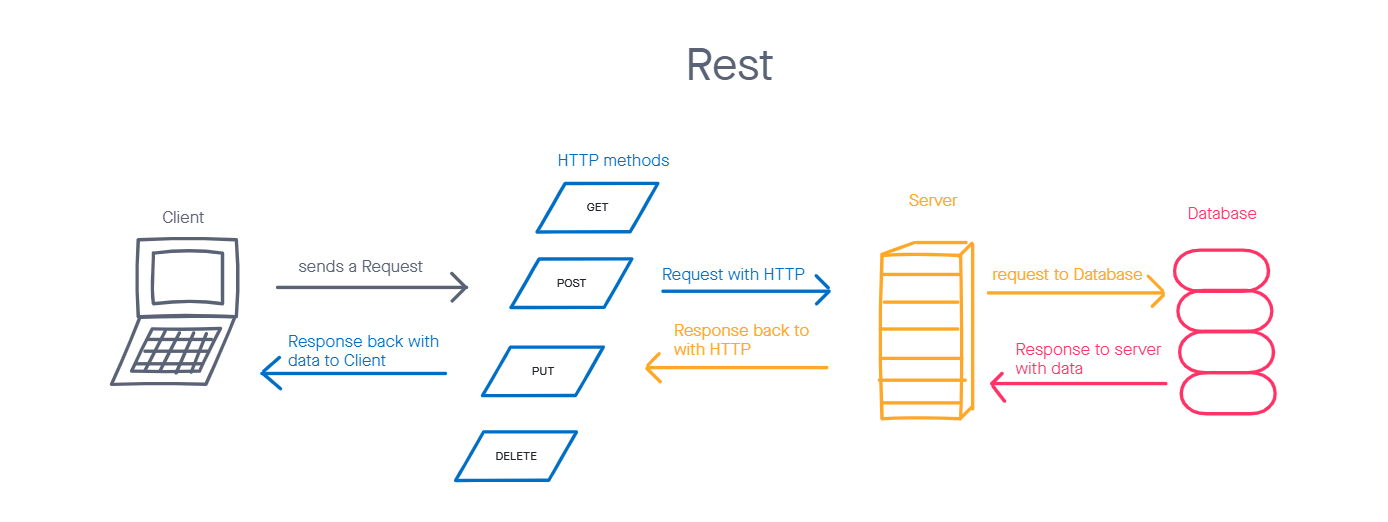 Rest
HTTP methods
GET
Client
Server
Database
sends a Request
POST
Request with HTTP
request to Database
Response back with
data to Client
Response back to
with HTTP
Response to server
with data
PUT
DELETE